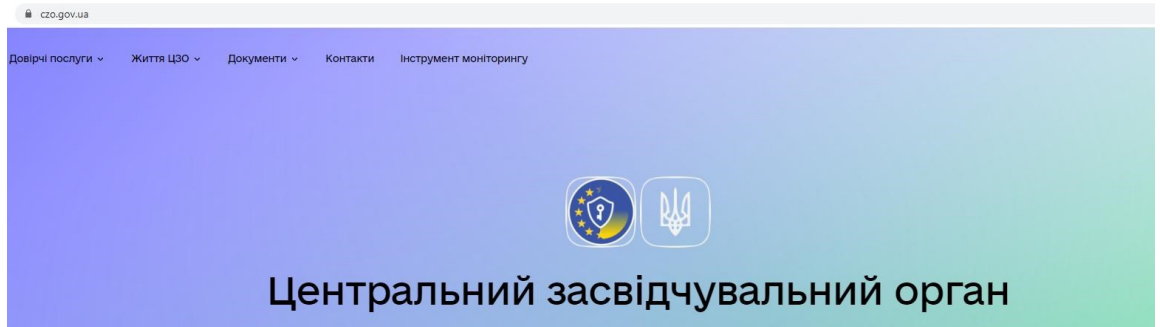 czo.gov.ua
Довірчі послуги Життя ЦЗО Документи Контакти Інструмент моніторингу
Центральний засвідчувальний орган